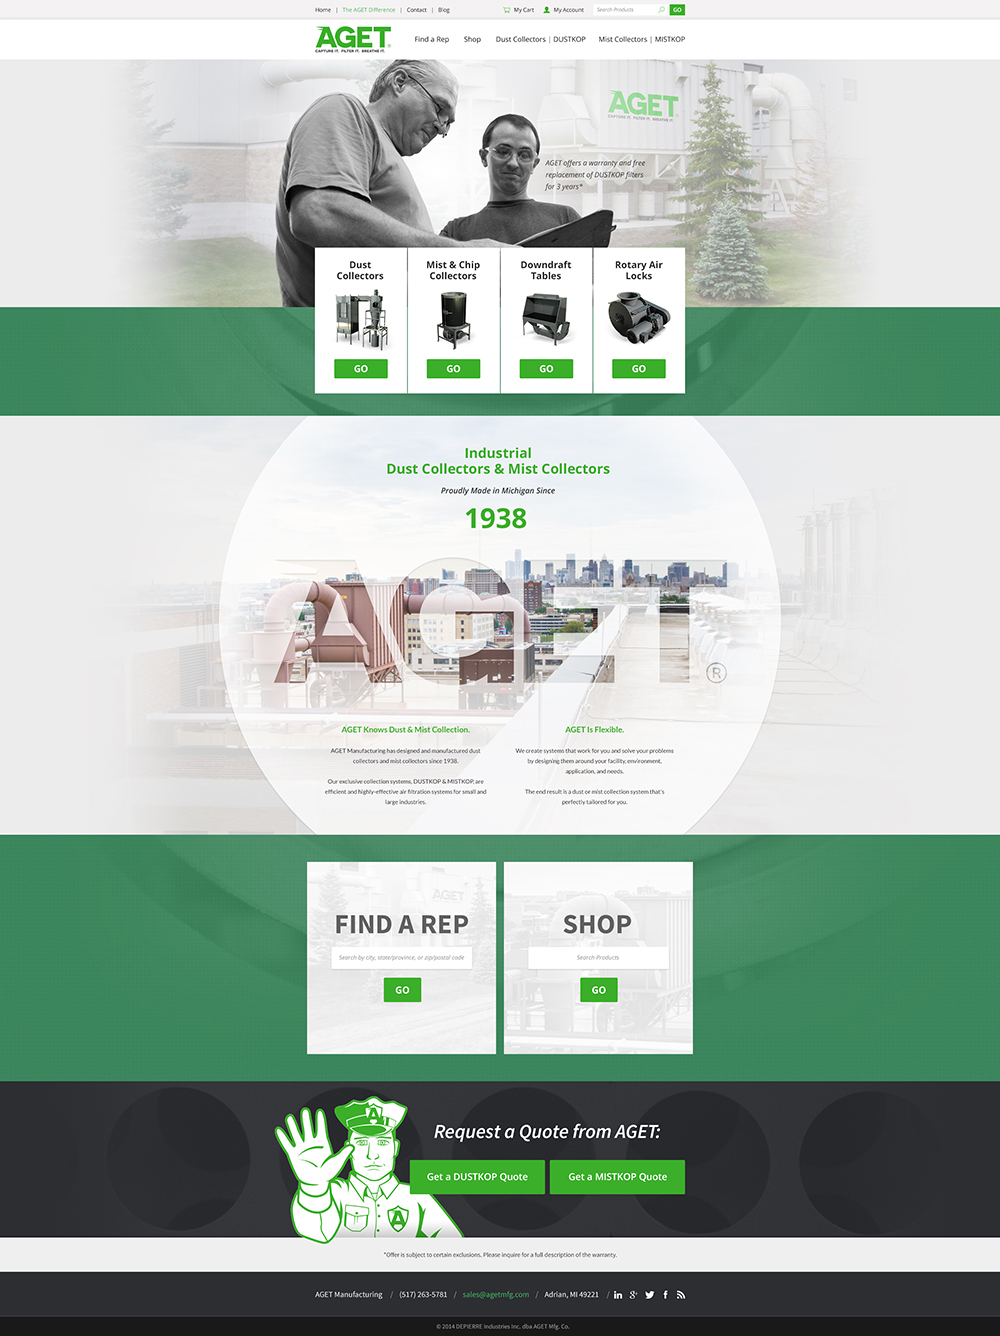 Home | The AGET Difference | Contact | Blog
My Cart My Account Search Products GO
AGET®
CAPTURE IT. FILTER IT. BREATHE IT.
Find a Rep Shop Dust Collectors | DUSTKOP Mist Collectors | MISTKOP
AGET
CAPTURE IT. FILTER IT. BREATHE IT.
AGET offers a warranty and free
replacement of DUSTKOP filters
for 3 years*
Dust
Collectors
GO
Mist & Chip
Collectors
GO
Downdraft
Tables
GO
Rotary Air
Locks
GO
Industrial
Dust Collectors & Mist Collectors
Proudly Made in Michigan Since
1938
AGET®
AGET Knows Dust & Mist Collection.
AGET Manufacturing has designed and manufactured dust
collectors and mist collectors since 1938.
Our exclusive collection systems, DUSTKOP & MISTKOP, are
efficient and highly-effective air filtration systems for small and
large industries.
AGET Is Flexible.
We create systems that work for you and solve your problems
by designing them around your facility, environment,
application, and needs.
The end result is a dust or mist collection system that's
perfectly tailored for you.
AGET
FIND A REP
Search by city, state/province, or zip/postal code
GO
SHOP
Search Products
GO
A
A
Request a Quote from AGET:
Get a DUSTKOP Quote Get a MISTKOP Quote
*Offer is subject to certain exclusions. Please inquire for a full description of the warranty.
AGET Manufacturing / (517) 263-5781 / sales@agetmfg.com / Adrian, MI 49221 / in g+ f
© 2014 DEPIERRE Industries Inc. dba AGET Mfg. Co.